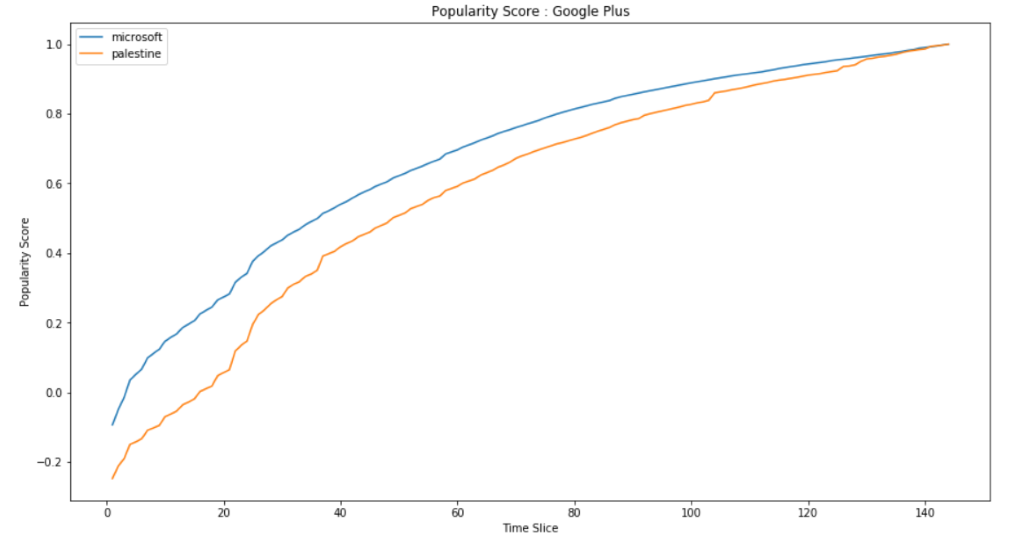 Popularity Score : Google Plus
microsoft
palestine
1.0
0.8
0.6
0.4
0.2
0.0
−0.2
Popularity Score
0 20 40 60 80 100 120 140
Time Slice